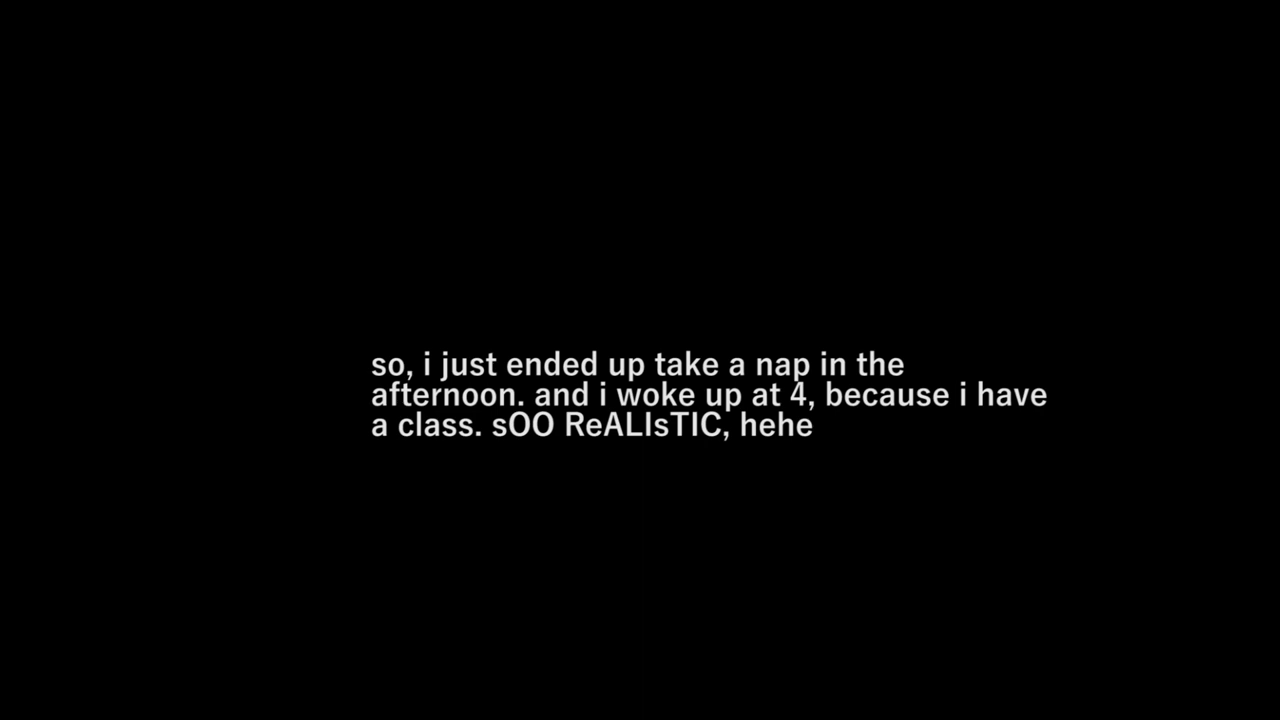 so, i just ended up take a nap in the
afternoon. and i woke up at 4, because i have
a class. sOO ReALIsTIC, hehe